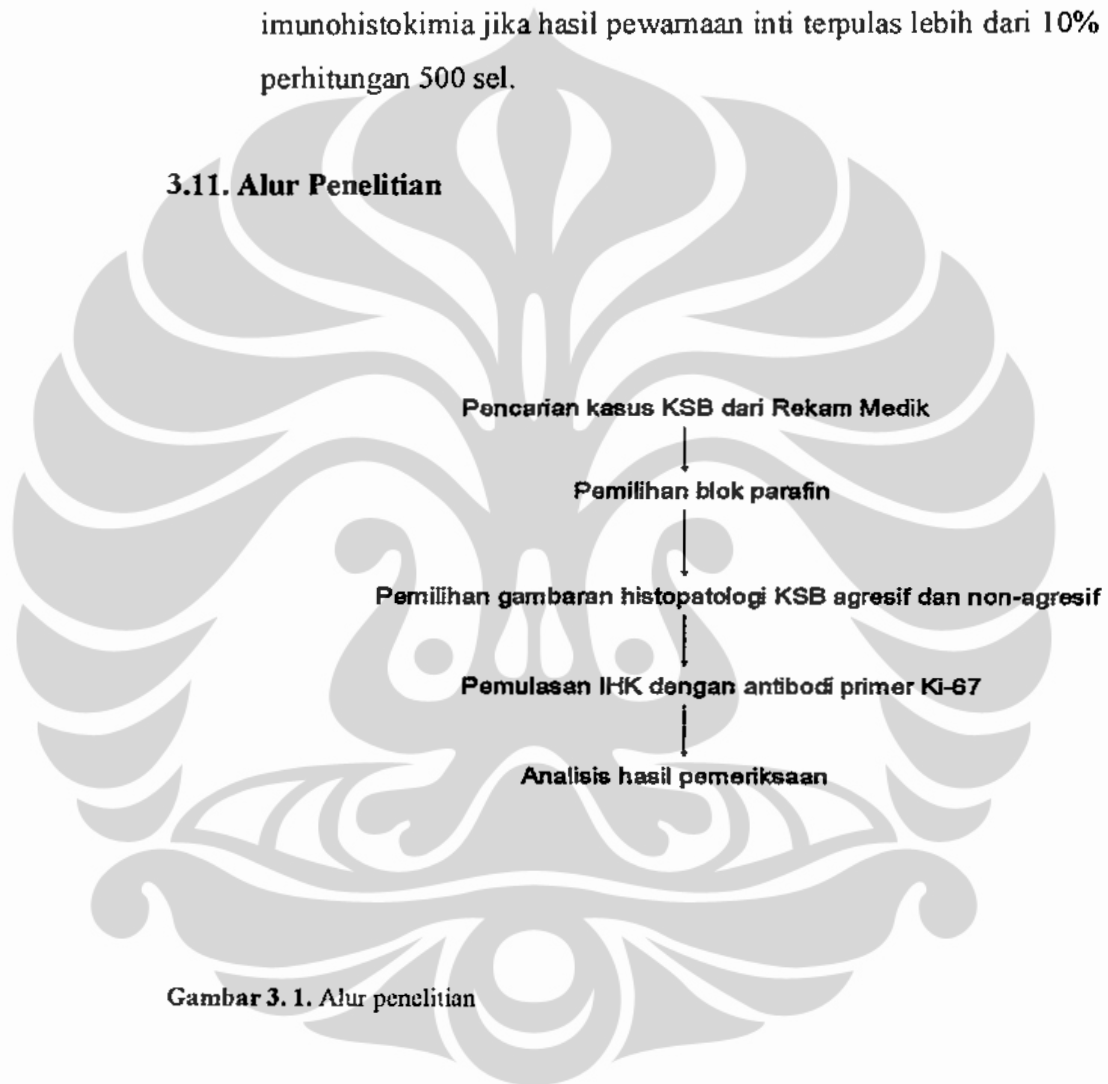 imunohistokimia jika hasil pewarnaan inti terpulas lebih dari 10%
perhitungan 500 sel.
3.11. Alur Penelitian
Pencarian kasus KSB dari Rekam Medik
Pemilihan blok parafin
Pemilihan gambaran histopatologi KSB agresif dan non-agresif
Pemulasan IHK dengan antibodi primer Ki-67
Analisis hasil pemeriksaan
Gambar 3. 1. Alur penelitian